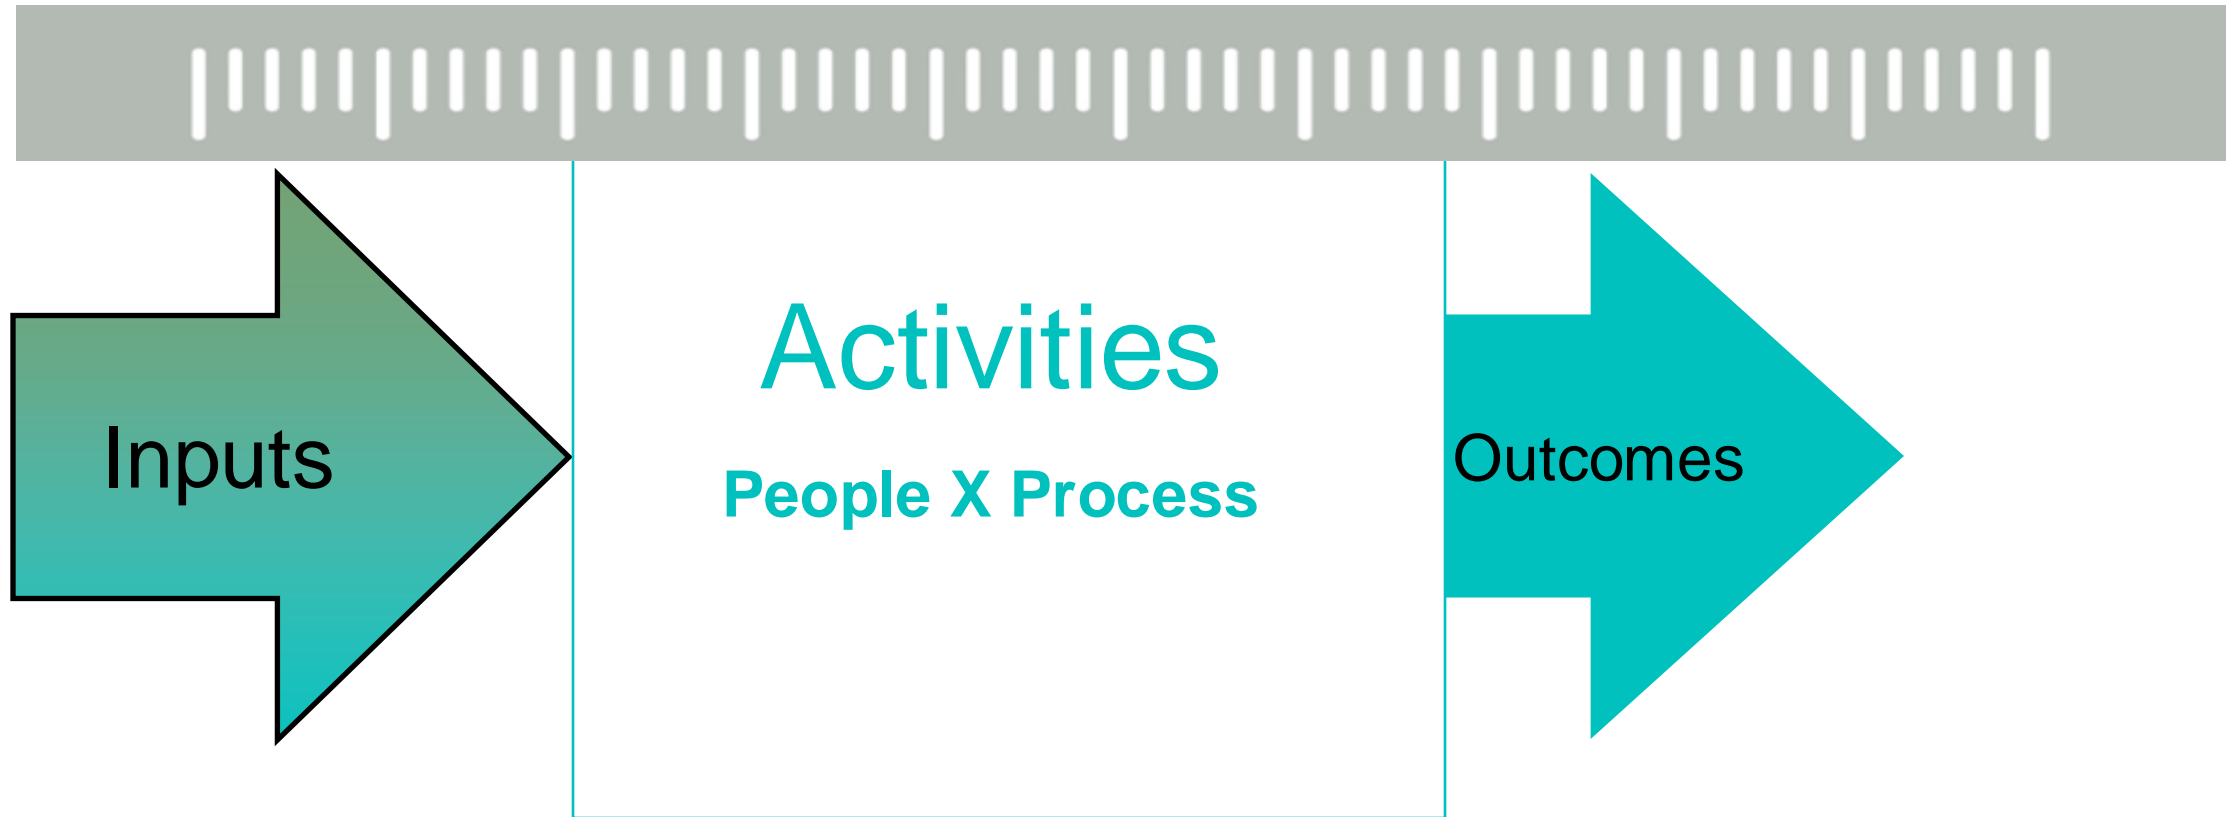 Inputs
Activities
People X Process
Outcomes